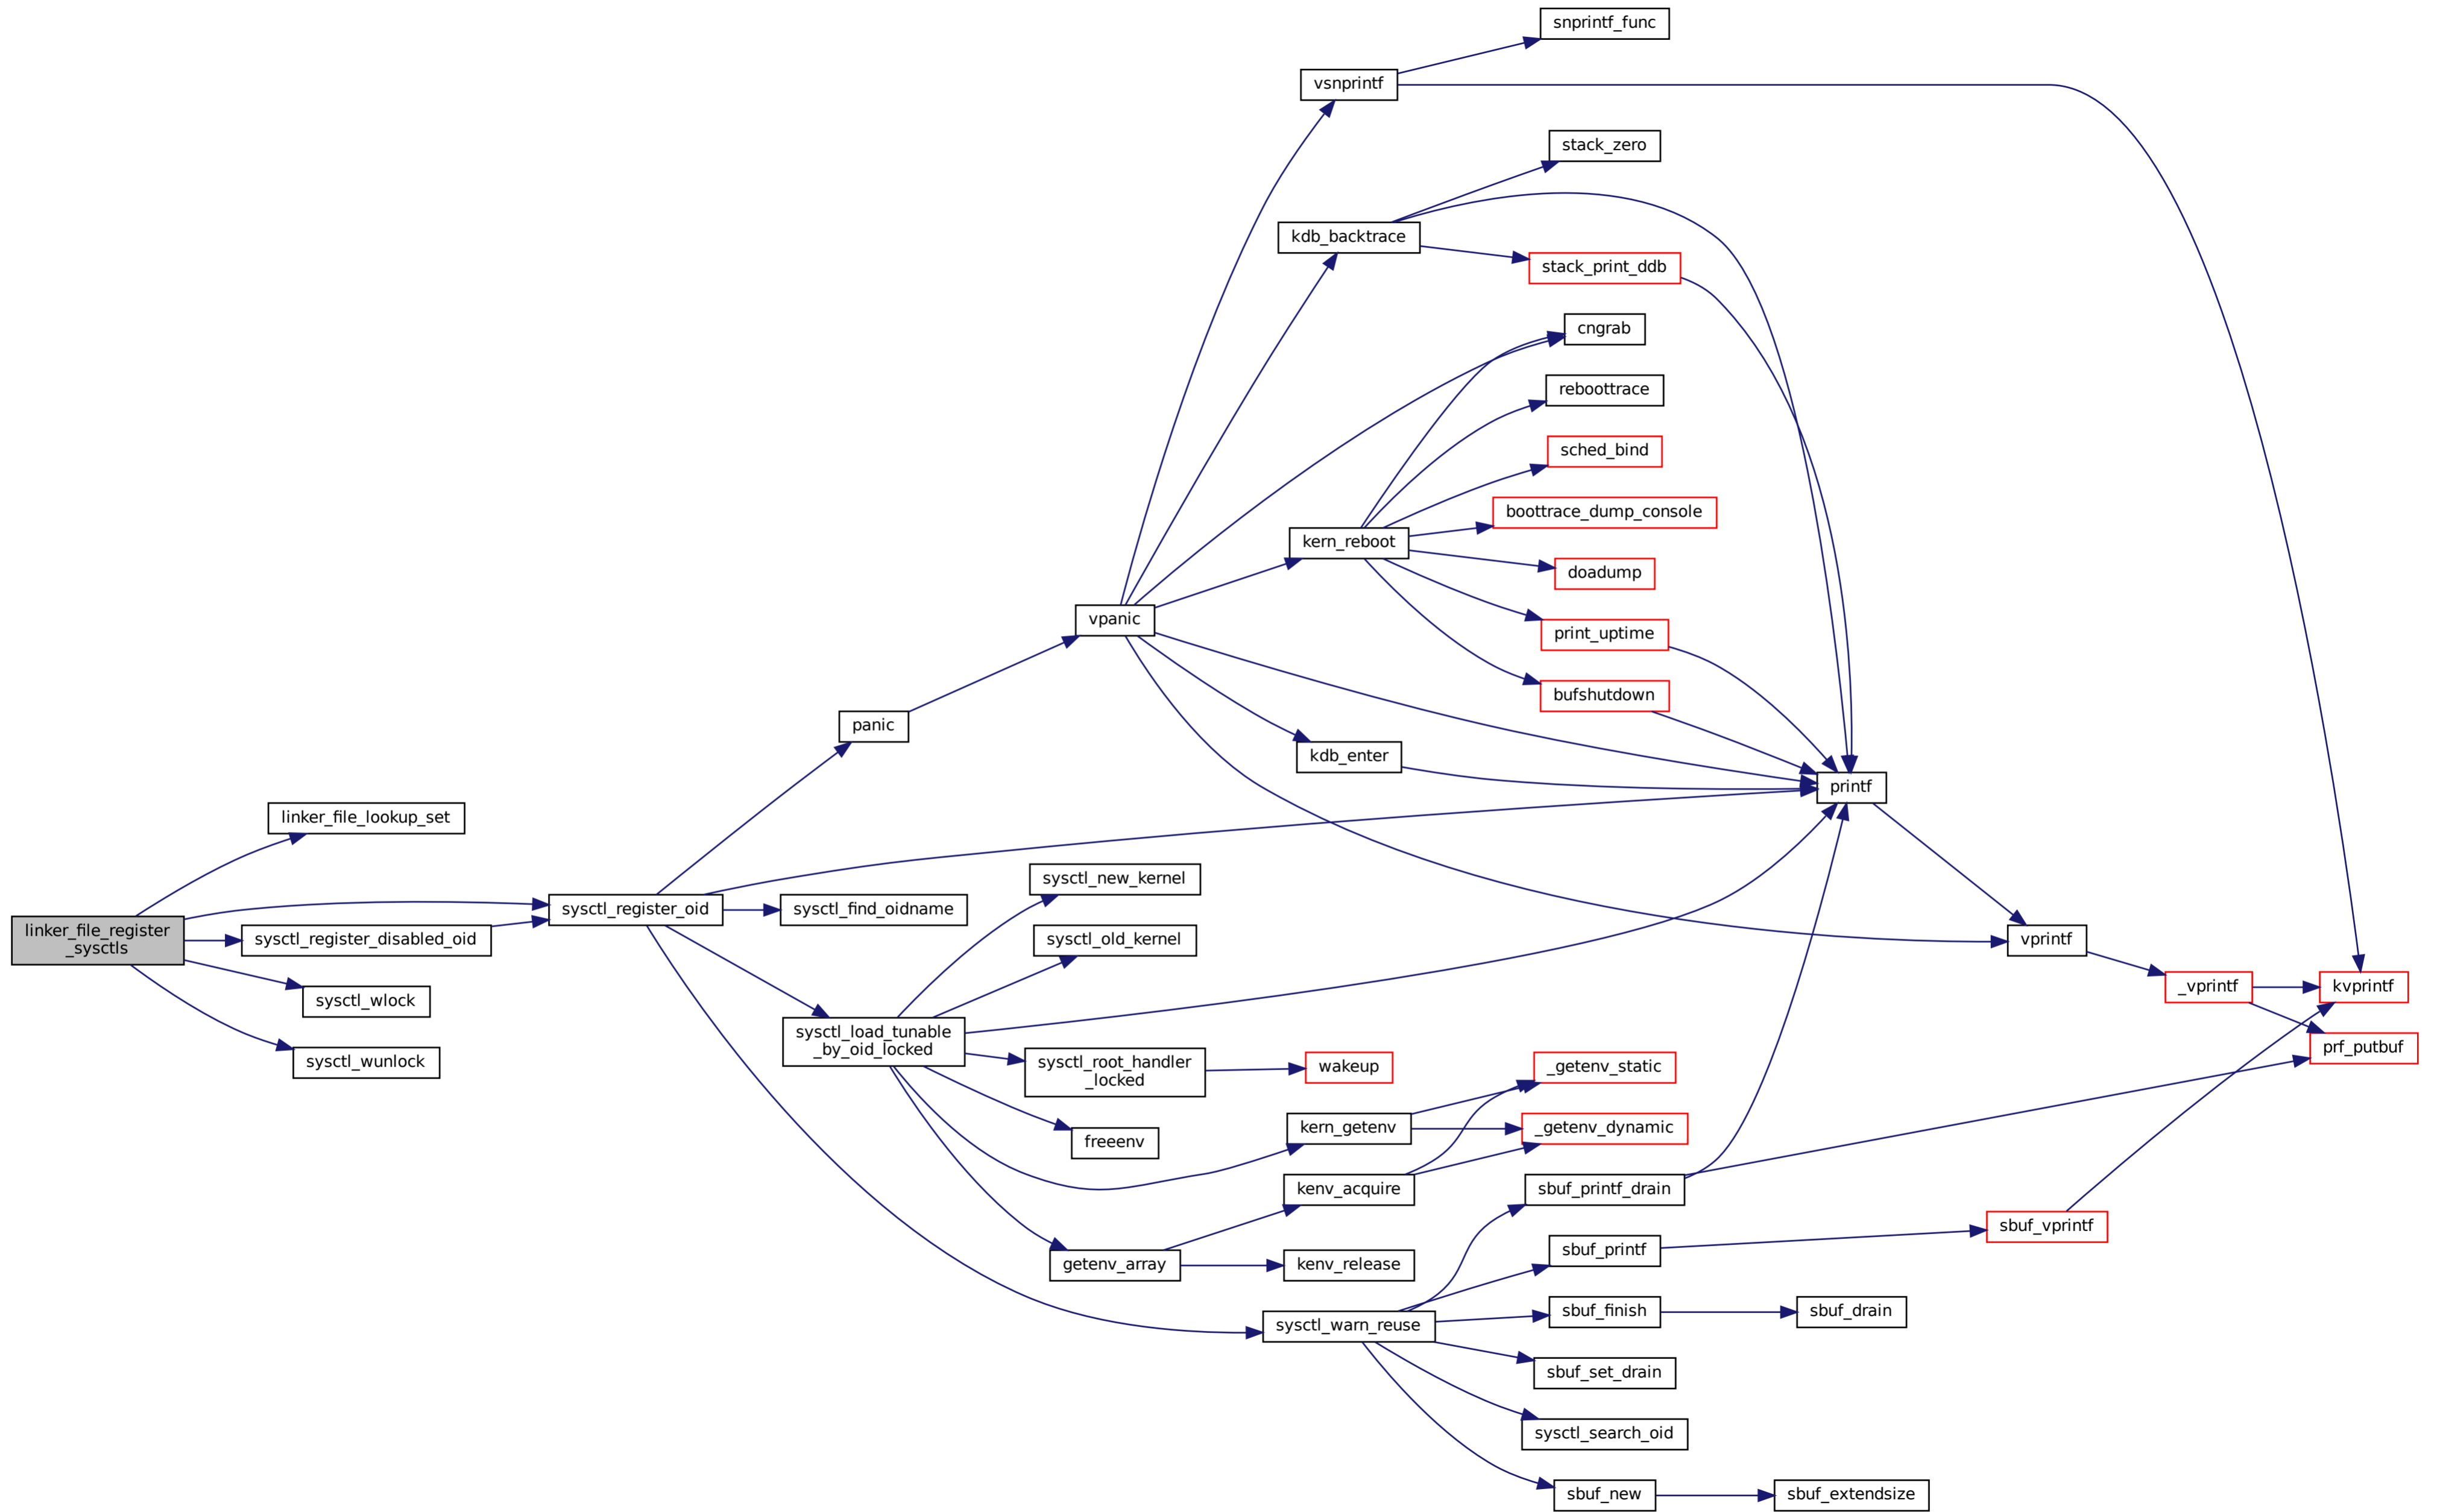 snprintf_func
vsnprintf
stack_zero
kdb_backtrace
stack_print_ddb
cngrab
reboottrace
sched_bind
boottrace_dump_console
kern_reboot
doadump
vpanic
print_uptime
bufshutdown
panic
kdb_enter
printf
linker_file_lookup_set
sysctl_new_kernel
sysctl_register_oid
sysctl_find_oidname
linker_file_register
_sysctls
sysctl_register_disabled_oid
sysctl_old_kernel
vprintf
_vprintf
kvprintf
sysctl_wlock
sysctl_load_tunable
_by_oid_locked
prf_putbuf
sysctl_wunlock
sysctl_root_handler
_locked
wakeup
_getenv_static
kern_getenv
_getenv_dynamic
freeenv
kenv_acquire
sbuf_printf_drain
sbuf_vprintf
sbuf_printf
getenv_array
kenv_release
sbuf_finish
sbuf_drain
sysctl_warn_reuse
sbuf_set_drain
sysctl_search_oid
sbuf_new
sbuf_extendsize